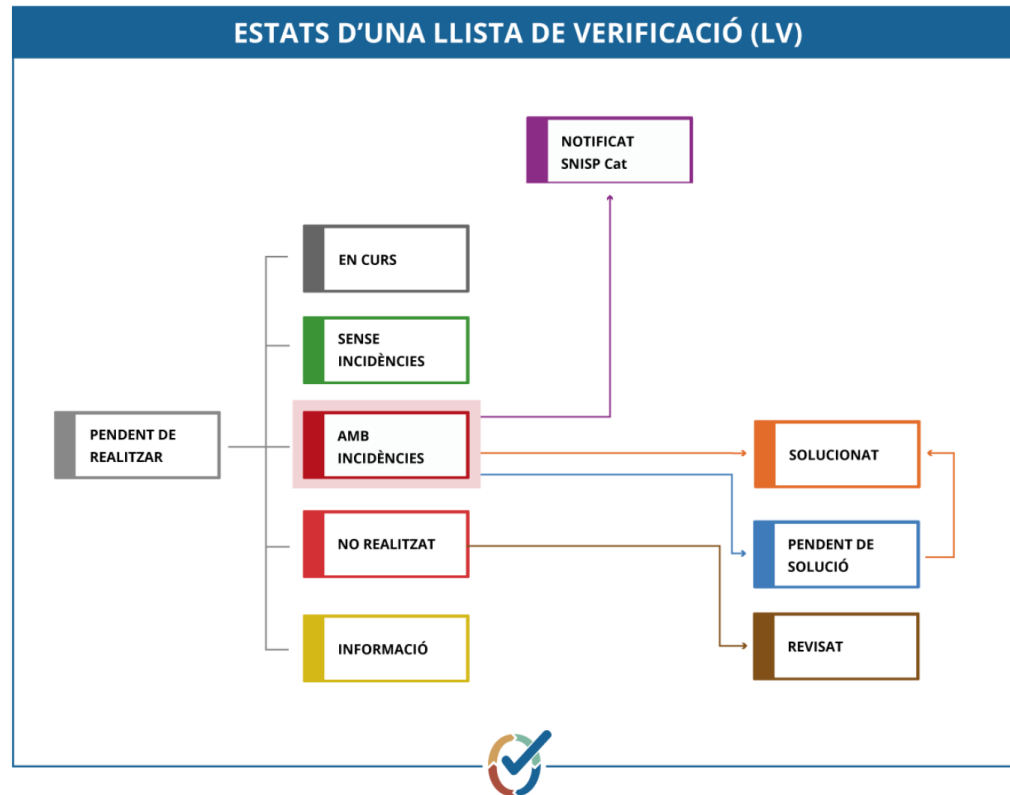 ESTATS D'UNA LLISTA DE VERIFICACIÓ (LV)
NOTIFICAT
SNISP Cat
EN CURS
SENSE
INCIDÈNCIES
PENDENT DE
REALITZAR
AMB
INCIDÈNCIES
SOLUCIONAT
NO REALITZAT
PENDENT DE
SOLUCIÓ
INFORMACIÓ
REVISAT